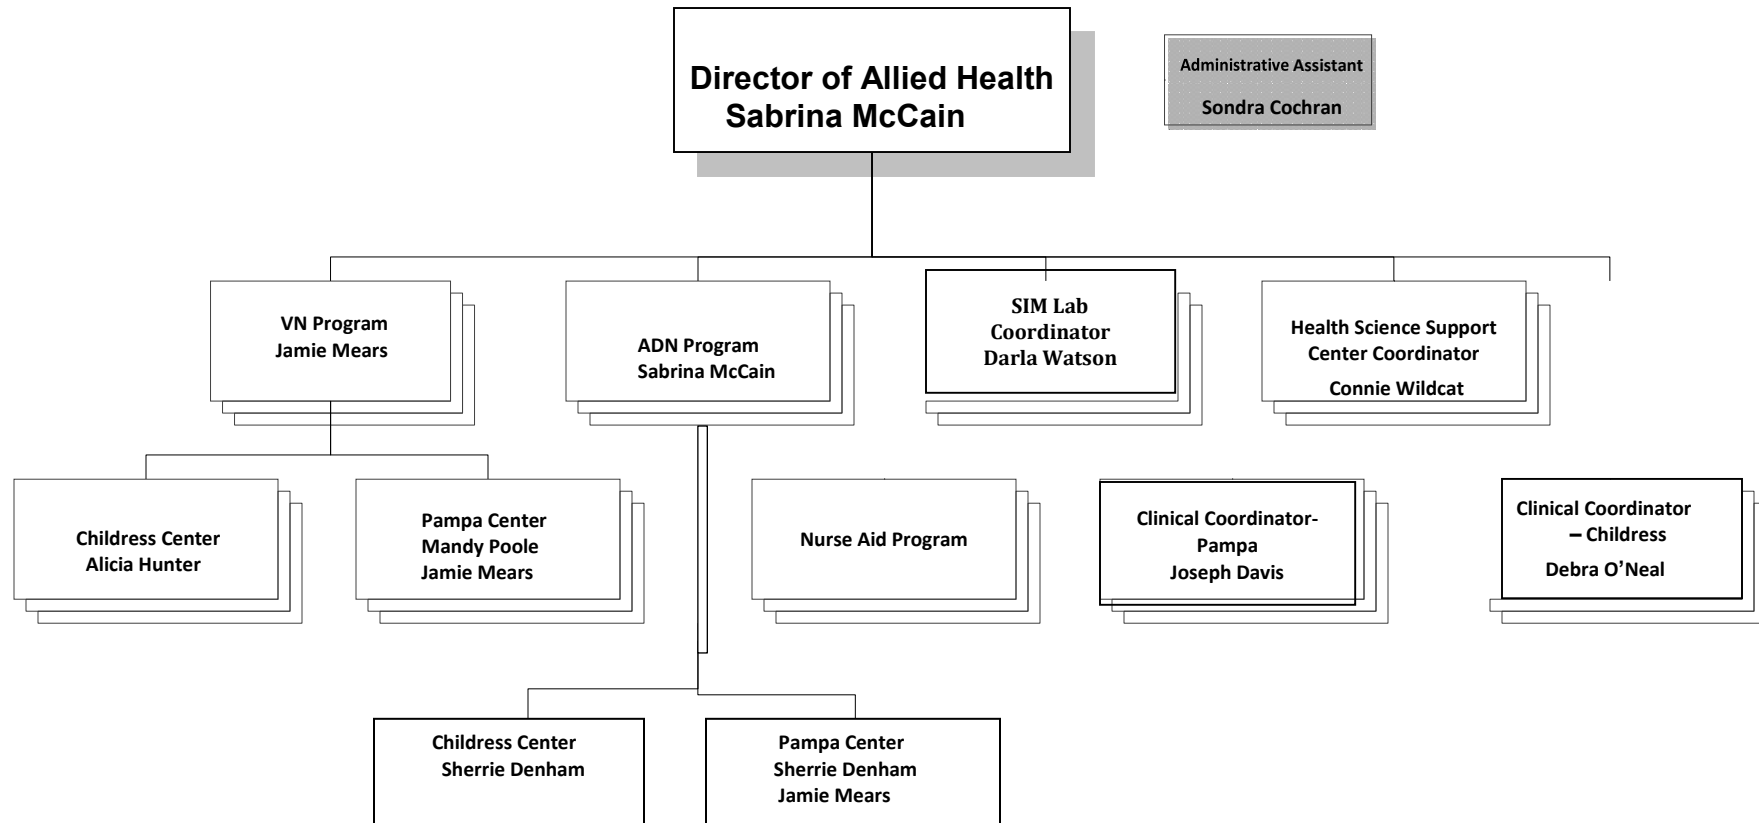 Director of Allied Health
Sabrina McCain
Administrative Assistant
Sondra Cochran
VN Program
Jamie Mears
ADN Program
Sabrina McCain
SIM Lab
Coordinator
Darla Watson
Health Science Support
Center Coordinator
Connie Wildcat
Childress Center
Alicia Hunter
Pampa Center
Mandy Poole
Jamie Mears
Nurse Aid Program
Clinical Coordinator-
Pampa
Joseph Davis
Clinical Coordinator
– Childress
Debra O’Neal
Childress Center
Sherrie Denham
Pampa Center
Sherrie Denham
Jamie Mears